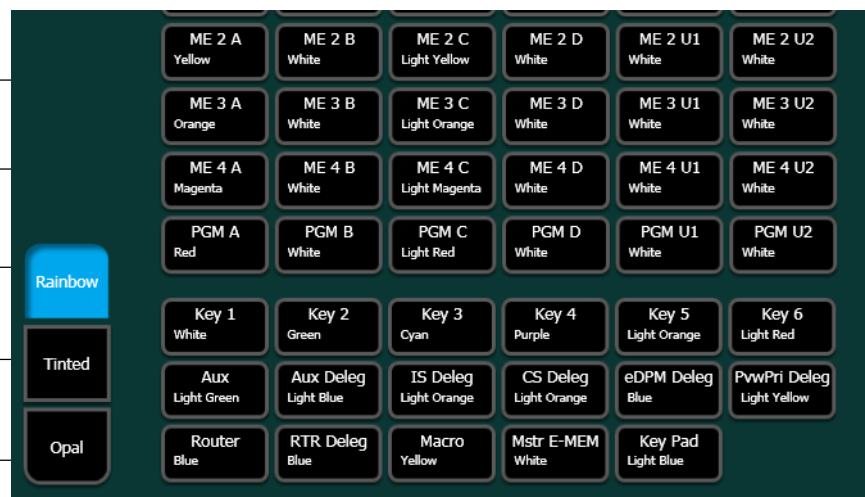 ME 2 A ME 2 B ME 2 C ME 2 D ME 2 U1 ME 2 U2
Yellow White Light Yellow White White White
ME 3 A ME 3 B ME 3 C ME 3 D ME 3 U1 ME 3 U2
Orange White Light Orange White White White
ME 4 A ME 4 B ME 4 C ME 4 D ME 4 U1 ME 4 U2
Magenta White Light Magenta White White White
PGM A PGM B PGM C PGM D PGM U1 PGM U2
Red White Light Red White White White
Rainbow
Key 1 Key 2 Key 3 Key 4 Key 5 Key 6
White Green Cyan Purple Light Orange Light Red
Tinted
Aux Aux Deleg IS Deleg CS Deleg eDPM Deleg PvwPri Deleg
Light Green Light Blue Light Orange Light Orange Blue Light Yellow
Opal
Router RTR Deleg Macro Mstr E-MEM Key Pad
Blue Blue Yellow White Light Blue